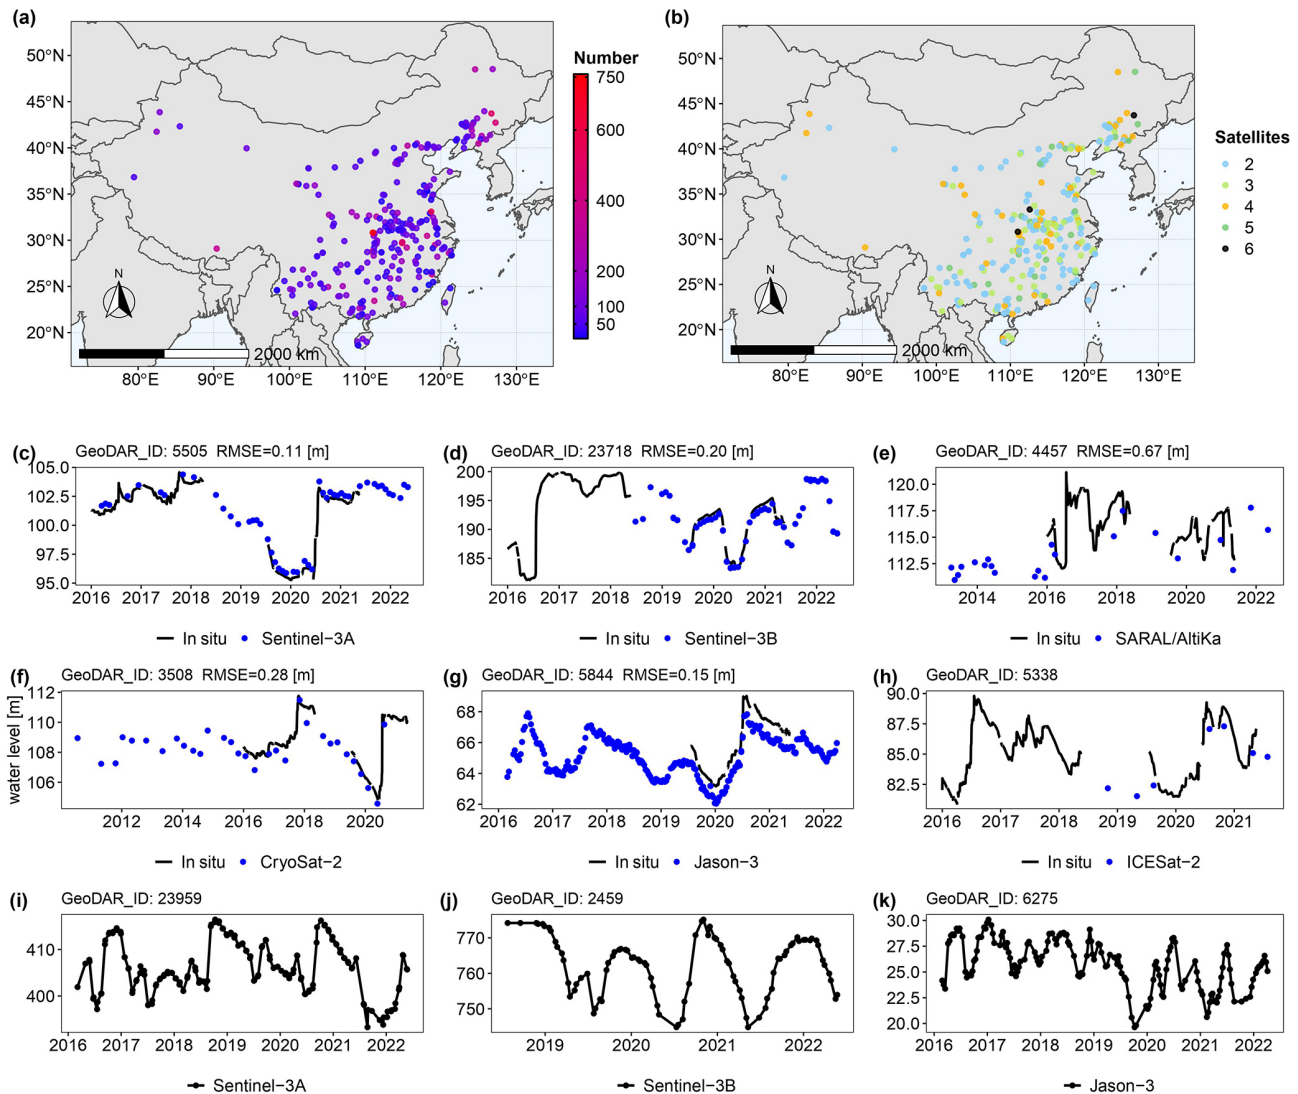 (a)
50°N
45°N
40°N
35°N
30°N
25°N
20°N
N
2000 km
80°E 90°E 100°E 110°E 120°E 130°E
Number
750
600
400
200
100
50
(b)
50°N
45°N
40°N
35°N
30°N
25°N
20°N
N
2000 km
80°E 90°E 100°E 110°E 120°E 130°E
Satellites
2
3
4
5
6
(c) GeoDAR_ID: 5505 RMSE=0.11 [m]
105.0
102.5
100.0
97.5
95.0
2016 2017 2018 2019 2020 2021 2022
In situ Sentinel−3A
(d) GeoDAR_ID: 23718 RMSE=0.20 [m]
200
195
190
185
2016 2017 2018 2019 2020 2021 2022
In situ Sentinel−3B
(e) GeoDAR_ID: 4457 RMSE=0.67 [m]
120.0
117.5
115.0
112.5
2014 2016 2018 2020 2022
In situ SARAL/AltiKa
water level [m]
(f) GeoDAR_ID: 3508 RMSE=0.28 [m]
112
110
108
106
2012 2014 2016 2018 2020
In situ CryoSat−2
(g) GeoDAR_ID: 5844 RMSE=0.15 [m]
68
66
64
62
2016 2017 2018 2019 2020 2021 2022
In situ Jason−3
(h) GeoDAR_ID: 5338
90.0
87.5
85.0
82.5
2016 2017 2018 2019 2020 2021
In situ ICESat−2
(i) GeoDAR_ID: 23959
410
400
2016 2017 2018 2019 2020 2021 2022
Sentinel−3A
(j) GeoDAR_ID: 2459
770
760
750
2019 2020 2021 2022
Sentinel−3B
(k) GeoDAR_ID: 6275
30.0
27.5
25.0
22.5
20.0
2016 2017 2018 2019 2020 2021 2022
Jason−3